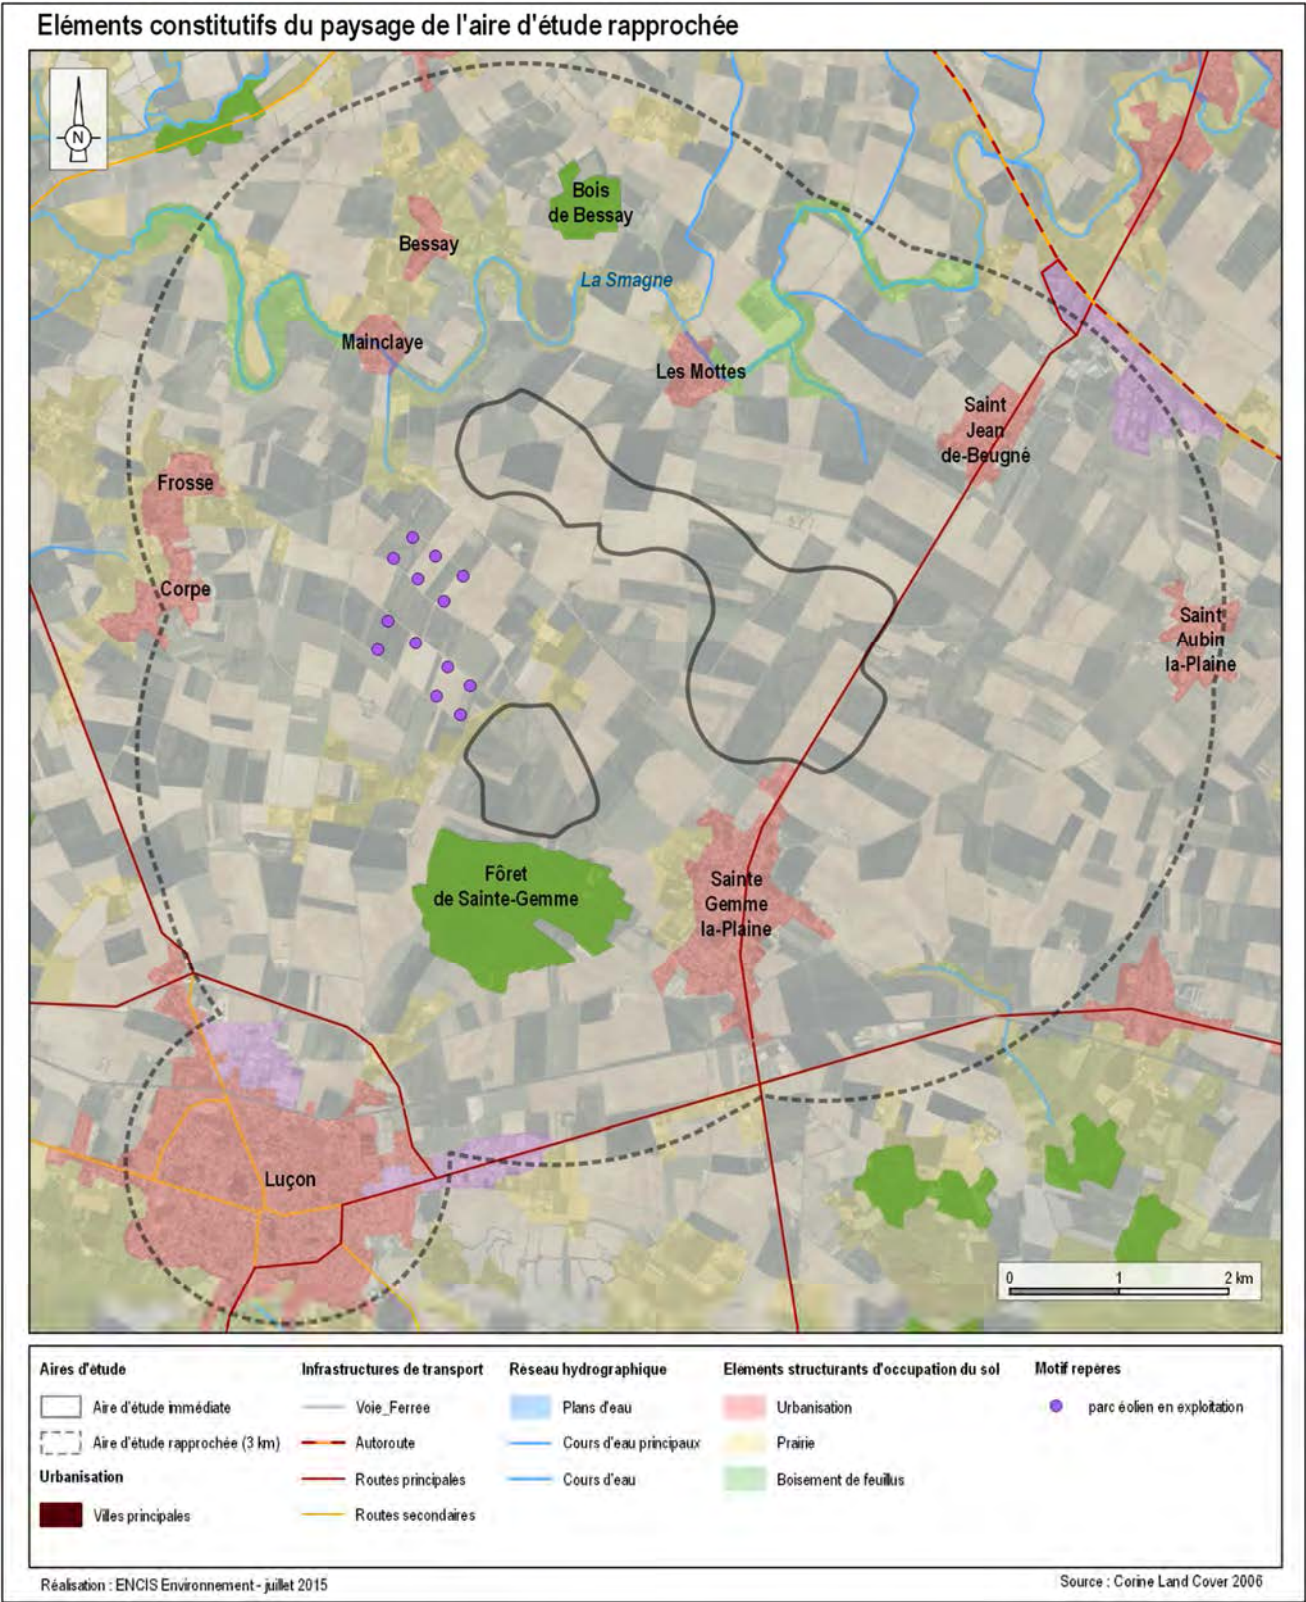 Eléments constitutifs du paysage de l'aire d'étude rapprochée
N
Bois
de Bessay
Bessay
La Smagne
Mainclaye
Les Mottes
Saint
Jean
de-Beugné
Frosse
Corpe
Saint
Aubin
la-Plaine
Fôret
de Sainte-Gemme
Sainte
Gemme
la-Plaine
Luçon
0 1 2 km
Aires d'étude
Aire d'étude immédiate
Aire d'étude rapprochée (3 km)
Urbanisation
Villes principales
Infrastructures de transport
Voie_Ferree
Autoroute
Routes principales
Routes secondaires
Réseau hydrographique
Plans d'eau
Cours d'eau principaux
Cours d'eau
Elements structurants d'occupation du sol
Urbanisation
Prairie
Boisement de feuillus
Motif repères
parc éolien en exploitation
Réalisation : ENCIS Environnement - juillet 2015
Source : Corine Land Cover 2006